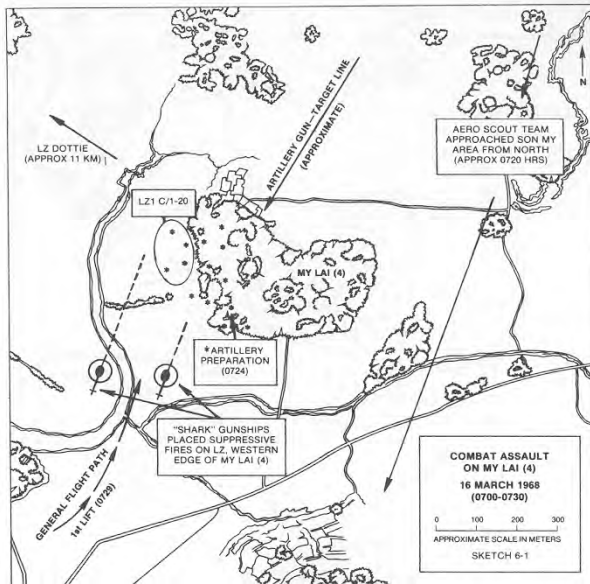 N
LZ DOTTIE
(APPROX 11 KM)
ARTILLERY GUN—TARGET LINE
(APPROXIMATE)
AERO SCOUT TEAM
APPROACHED SON MY
AREA FROM NORTH
(APPROX 0720 HRS)
LZ1 C/1-20
MY LAI (4)
*ARTILLERY
PREPARATION
(0724)
"SHARK" GUNSHIPS
PLACED SUPPRESSIVE
FIRES ON LZ, WESTERN
EDGE OF MY LAI (4)
GENERAL FLIGHT PATH
1st LIFT (0729)
COMBAT ASSAULT
ON MY LAI (4)
16 MARCH 1968
(0700-0730)
0 100 200 300
APPROXIMATE SCALE IN METERS
SKETCH 6-1